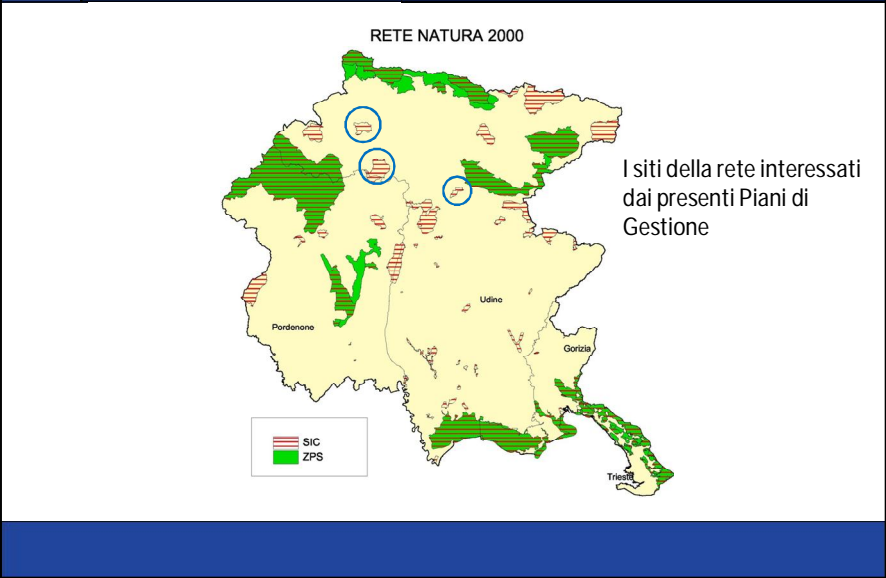 RETE NATURA 2000
I siti della rete interessati
dai presenti Piani di
Gestione
Udine
Pordenone
Gorizia
SIC
ZPS
Trieste